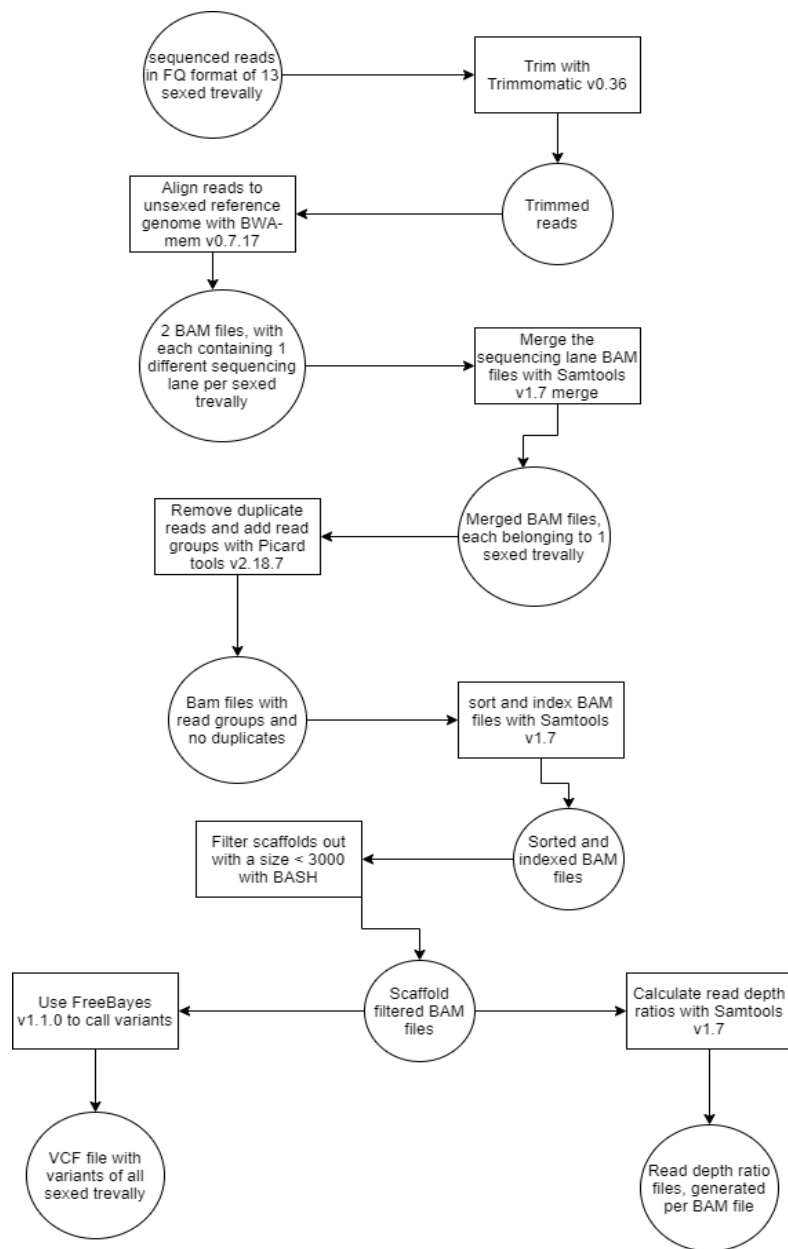 sequenced reads
in FQ format of 13
sexed trevally
Trim with
Trimmomatic v0.36
Align reads to
unsexed reference
genome with BWA-
mem v0.7.17
Trimmed
reads
2 BAM files, with
each containing 1
different sequencing
lane per sexed
trevally
Merge the
sequencing lane BAM
files with Samtools
v1.7 merge
Remove duplicate
reads and add read
groups with Picard
tools v2.18.7
Merged BAM files,
each belonging to 1
sexed trevally
Bam files with
read groups and
no duplicates
sort and index BAM
files with Samtools
v1.7
Filter scaffolds out
with a size < 3000
with BASH
Sorted and
indexed BAM
files
Use FreeBayes
v1.1.0 to call variants
Scaffold
filtered BAM
files
Calculate read depth
ratios with Samtools
v1.7
VCF file with
variants of all
sexed trevally
Read depth ratio
files, generated
per BAM file